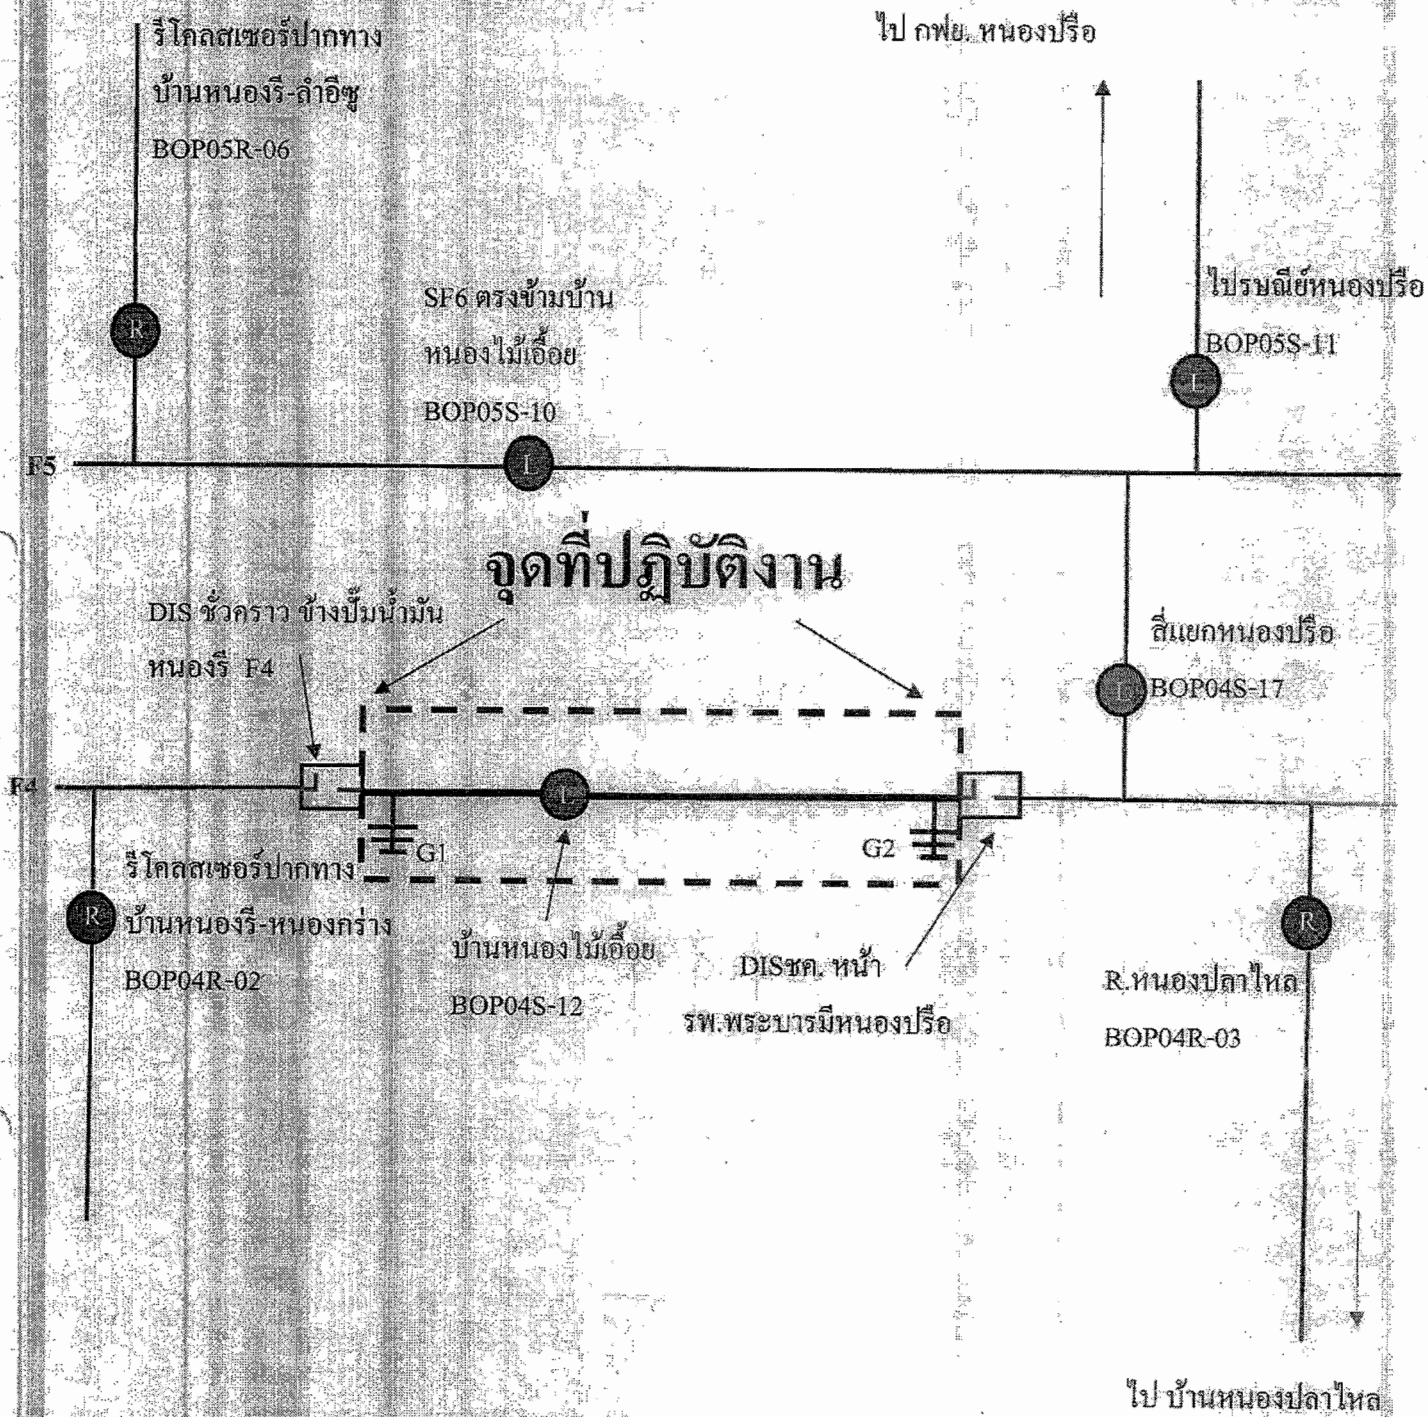 รีโคลสเซอร์ปากทาง
บ้านหนองรี-ลำอีซู
BOP05R-06
ไป กฟย. หนองปรือ
R
SF6 ตรงข้ามบ้าน
หนองไม้เอื้อย
BOP05S-10
ไปรษณีย์หนองปรือ
BOP05S-11
L
F5
L
จุดที่ปฏิบัติงาน
DIS ชั่วคราว ข้างปั๊มน้ำมัน
หนองรี F4
สี่แยกหนองปรือ
BOP04S-17
F4
G1
G2
รีโคลสเซอร์ปากทาง
บ้านหนองรี-หนองกร่าง
BOP04R-02
R
บ้านหนองไม้เอื้อย
BOP04S-12
DISชค. หน้า
รพ.พระบารมีหนองปรือ
R
R.หนองปลาไหล
BOP04R-03
ไป บ้านหนองปลาไหล